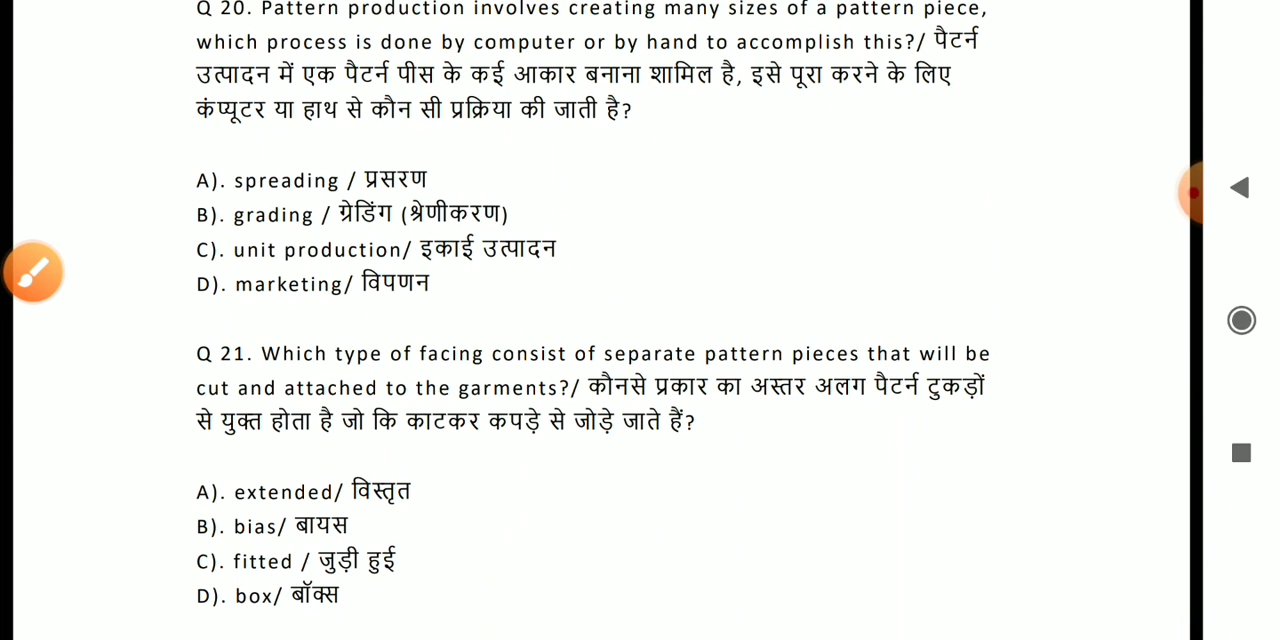 Q 20. Pattern production involves creating many sizes of a pattern piece,
which process is done by computer or by hand to accomplish this?/ पैटर्न
उत्पादन में एक पैटर्न पीस के कई आकार बनाना शामिल है, इसे पूरा करने के लिए
कंप्यूटर या हाथ से कौन सी प्रक्रिया की जाती है?
A). spreading / प्रसरण
B). grading / ग्रेडिंग (श्रेणीकरण)
C). unit production/ इकाई उत्पादन
D). marketing/ विपणन
Q 21. Which type of facing consist of separate pattern pieces that will be
cut and attached to the garments?/ कौनसे प्रकार का अस्तर अलग पैटर्न टुकड़ों
से युक्त होता है जो कि काटकर कपड़े से जोड़े जाते हैं?
A). extended/ विस्तृत
B). bias/ बायस
C). fitted / जुड़ी हुई
D). box/ बॉक्स